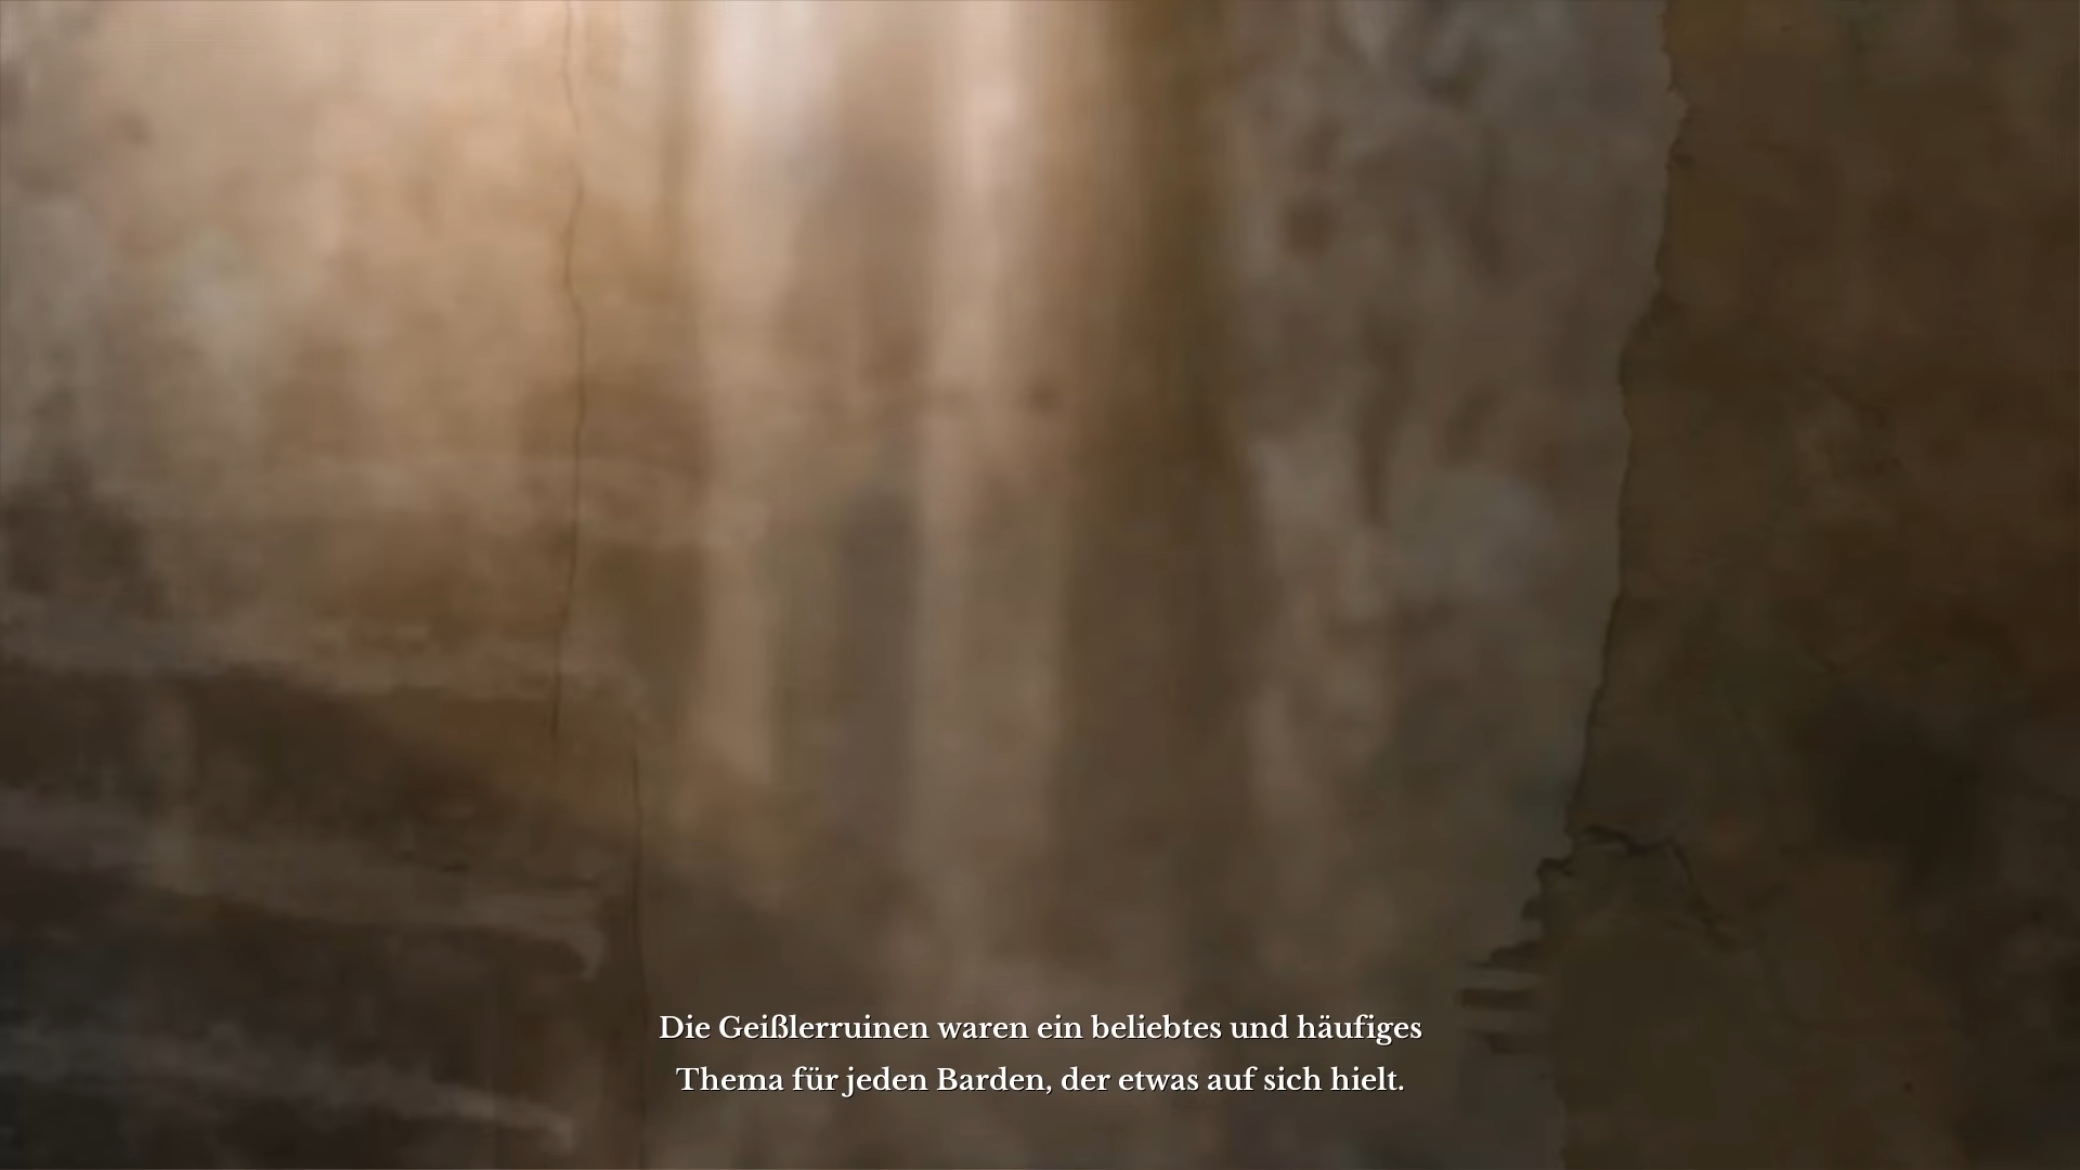 Die Geißlerruinen waren ein beliebtes und häufiges
Thema für jeden Barden, der etwas auf sich hielt.